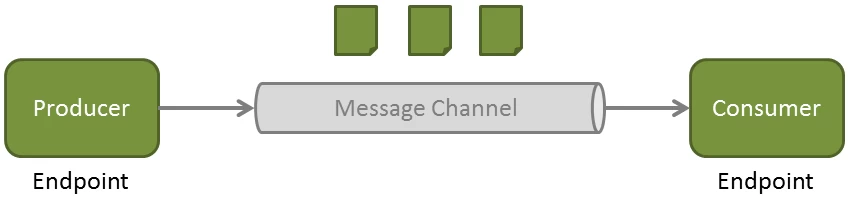 Producer
Message Channel
Consumer
Endpoint
Endpoint